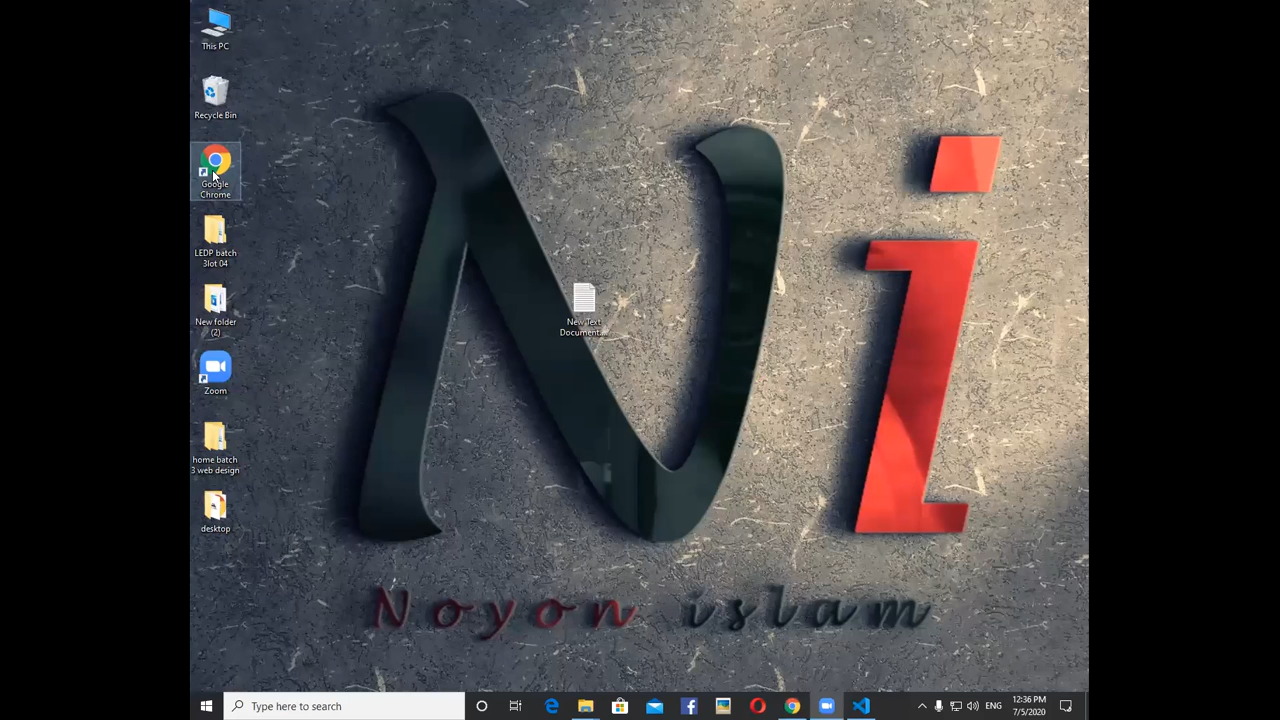 This PC
Recycle Bin
Google
Chrome
LEDP batch
3lot 04
New folder
(2)
Zoom
home batch
3 web design
desktop
New Text
Document...
Ni
Noyon islam
Type here to search
ENG
12:36 PM
7/5/2020